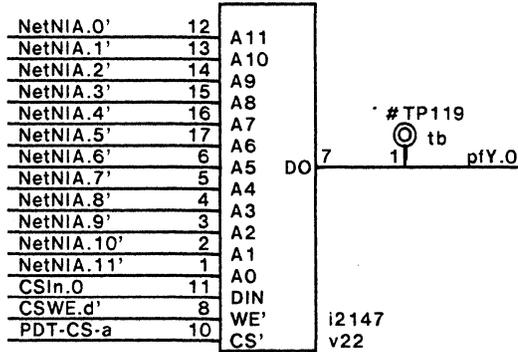 NetNIA.0' 12 A11
NetNIA.1' 13 A10
NetNIA.2' 14 A9
NetNIA.3' 15 A8
NetNIA.4' 16 A7
NetNIA.5' 17 A6
NetNIA.6' 6 A5
NetNIA.7' 5 A4
NetNIA.8' 4 A3
NetNIA.9' 3 A2
NetNIA.10' 2 A1
NetNIA.11' 1 A0
CSIn.0 11 DIN
CSWE.d' 8 WE'
PDT-CS-a 10 CS'
DO 7 1 pfY.0
#TP119
tb
i2147
v22